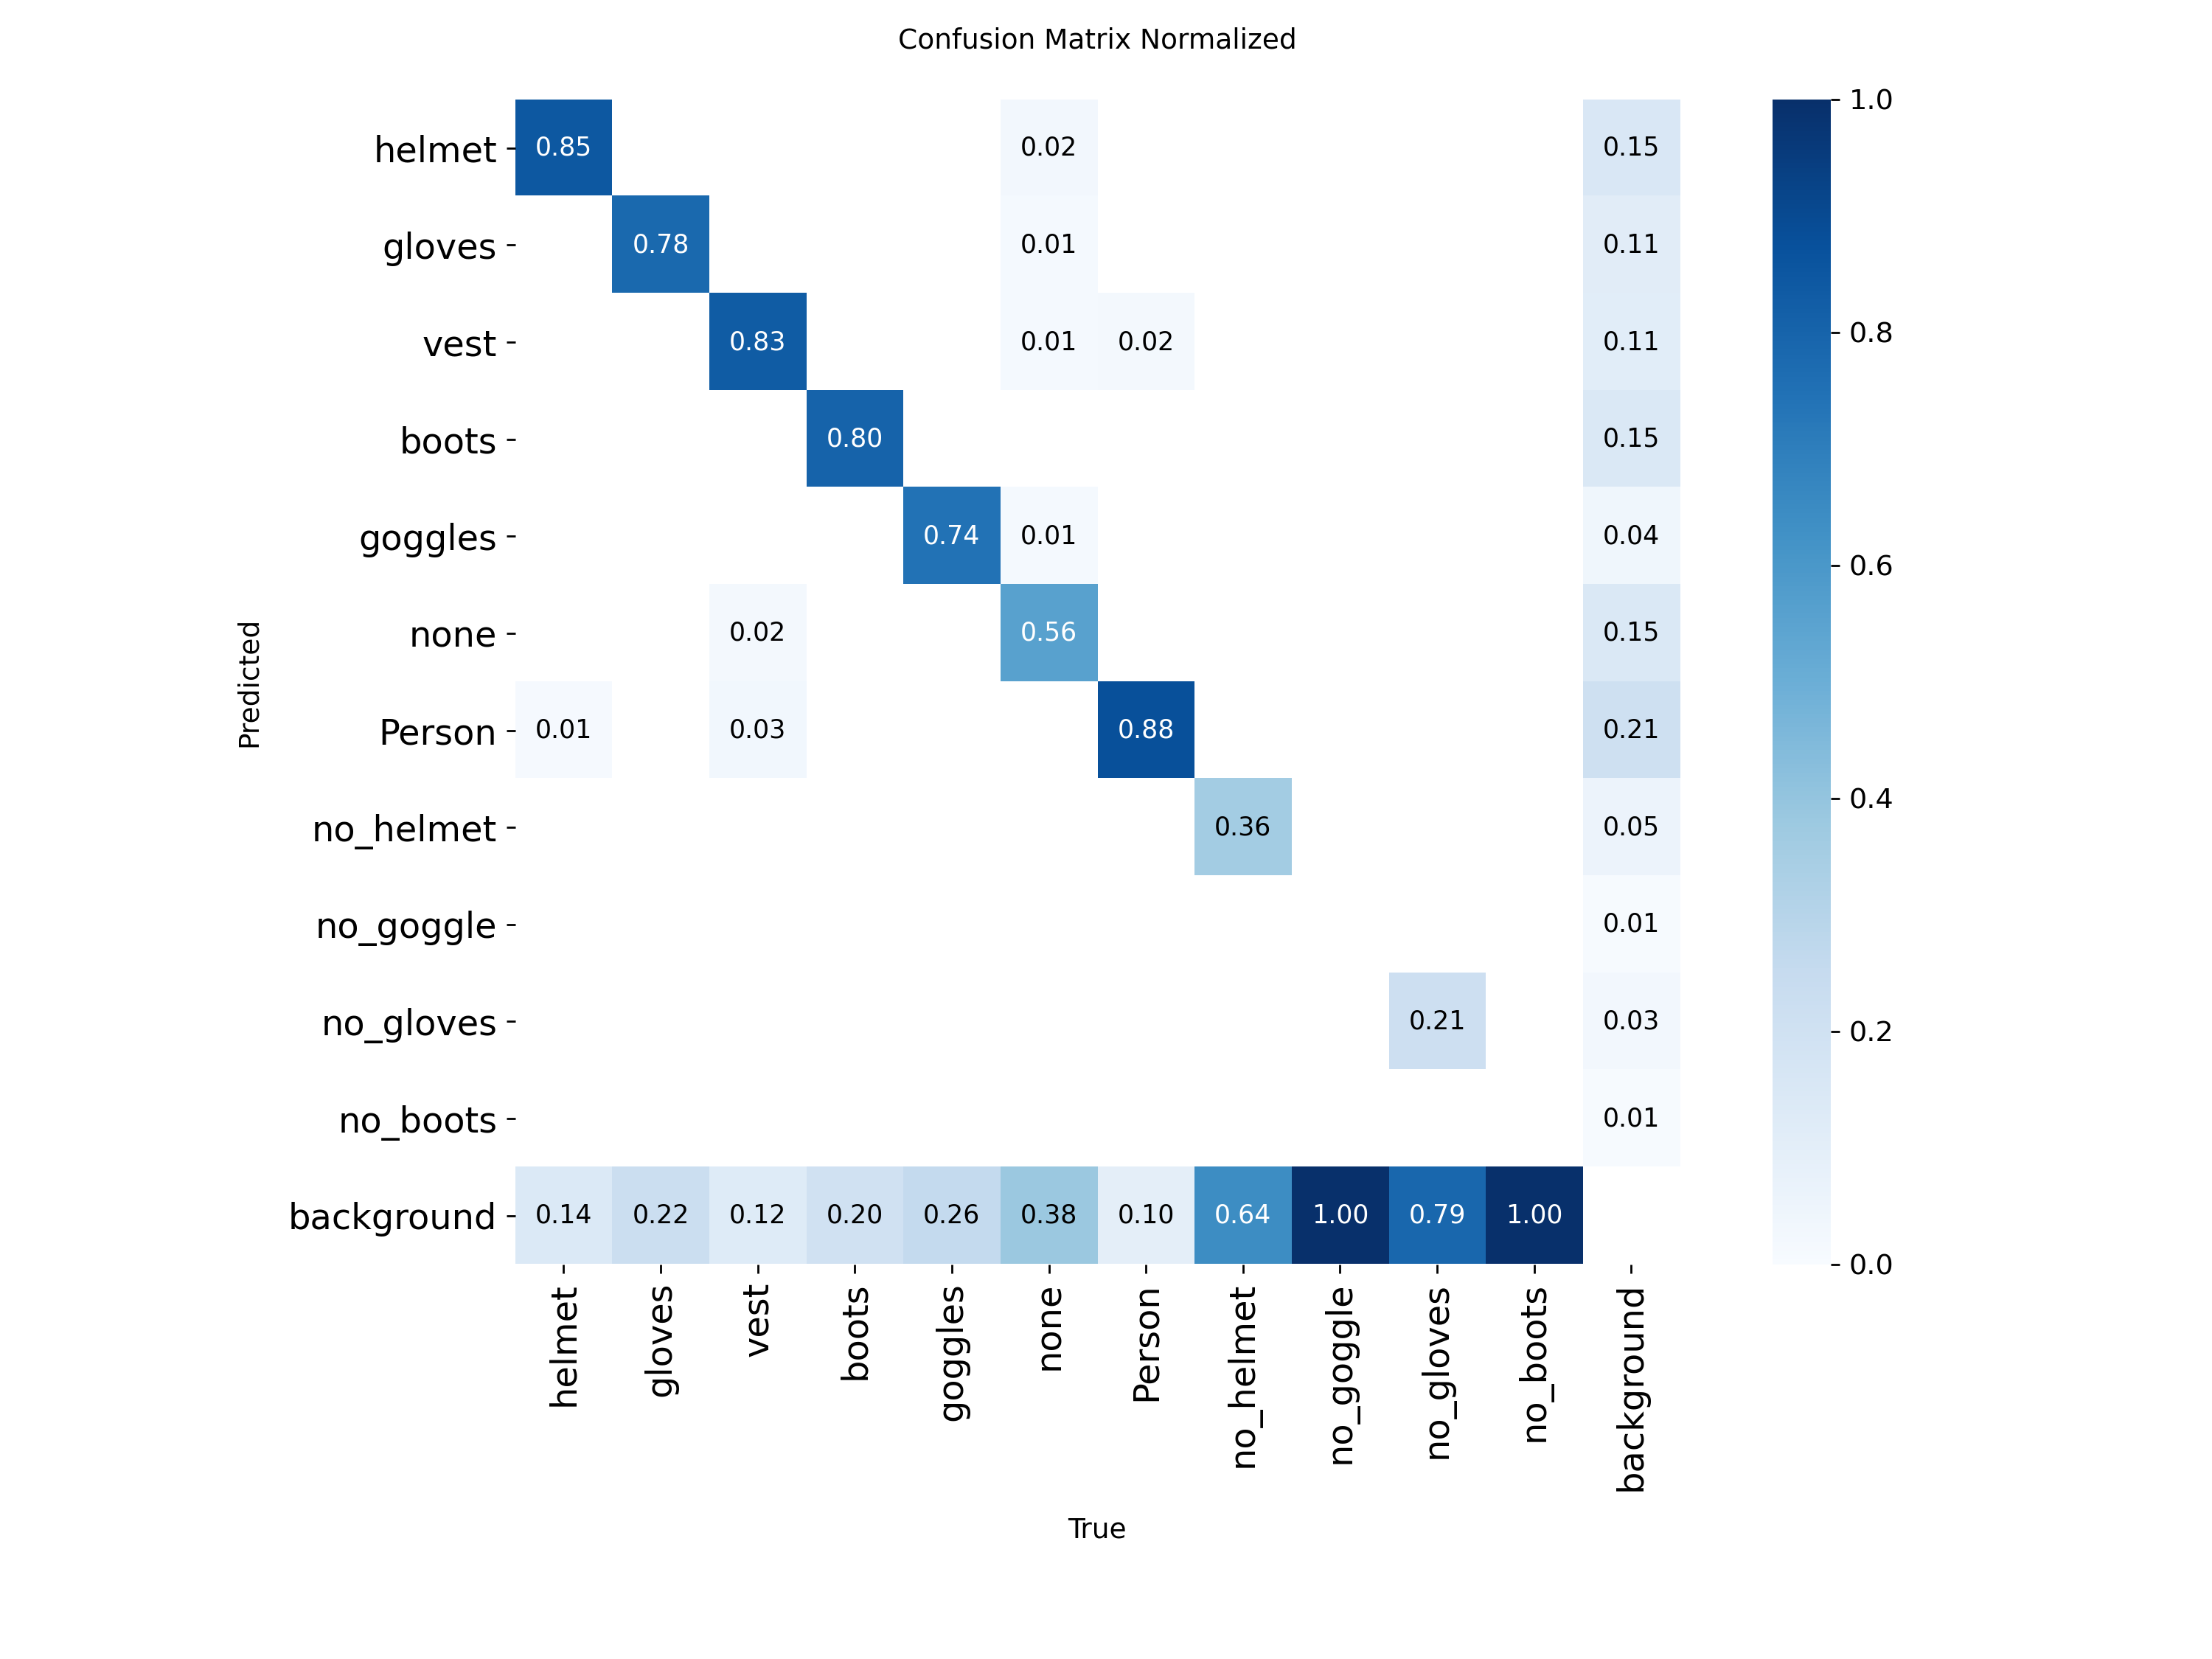 Confusion Matrix Normalized
helmet 0.85 0.02 0.15
gloves 0.78 0.01 0.11
vest 0.83 0.01 0.02 0.11
boots 0.80 0.15
goggles 0.74 0.01 0.04
none 0.02 0.56 0.15
Person 0.01 0.03 0.88 0.21
no_helmet 0.36 0.05
no_goggle 0.01
no_gloves 0.21 0.03
no_boots 0.01
background 0.14 0.22 0.12 0.20 0.26 0.38 0.10 0.64 1.00 0.79 1.00
Predicted
helmet gloves vest boots goggles none Person no_helmet no_goggle no_gloves no_boots background
True
1.0
0.8
0.6
0.4
0.2
0.0